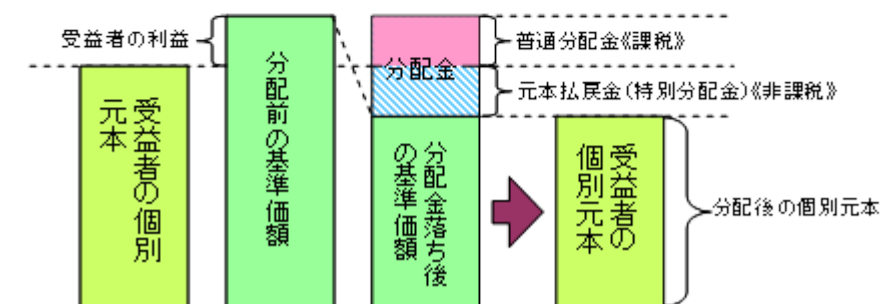 受益者の利益
普通分配金《課税》
分配金
元本払戻金(特別分配金)《非課税》
受益者の個別
元本
分配前の基準価額
分配金落ち後
の基準価額
受益者の
個別元本
分配後の個別元本